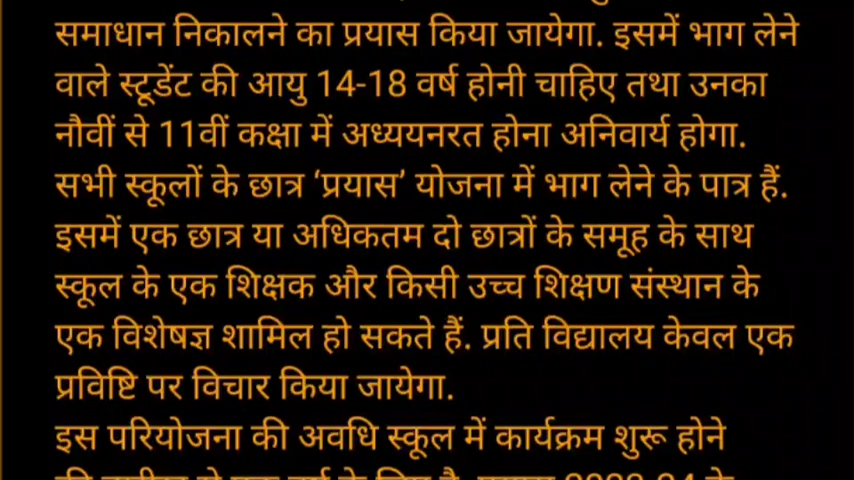 समाधान निकालने का प्रयास किया जायेगा. इसमें भाग लेने
वाले स्टूडेंट की आयु 14-18 वर्ष होनी चाहिए तथा उनका
नौवीं से 11वीं कक्षा में अध्ययनरत होना अनिवार्य होगा.
सभी स्कूलों के छात्र ‘प्रयास’ योजना में भाग लेने के पात्र हैं.
इसमें एक छात्र या अधिकतम दो छात्रों के समूह के साथ
स्कूल के एक शिक्षक और किसी उच्च शिक्षण संस्थान के
एक विशेषज्ञ शामिल हो सकते हैं. प्रति विद्यालय केवल एक
प्रविष्टि पर विचार किया जायेगा.
इस परियोजना की अवधि स्कूल में कार्यक्रम शुरू होने